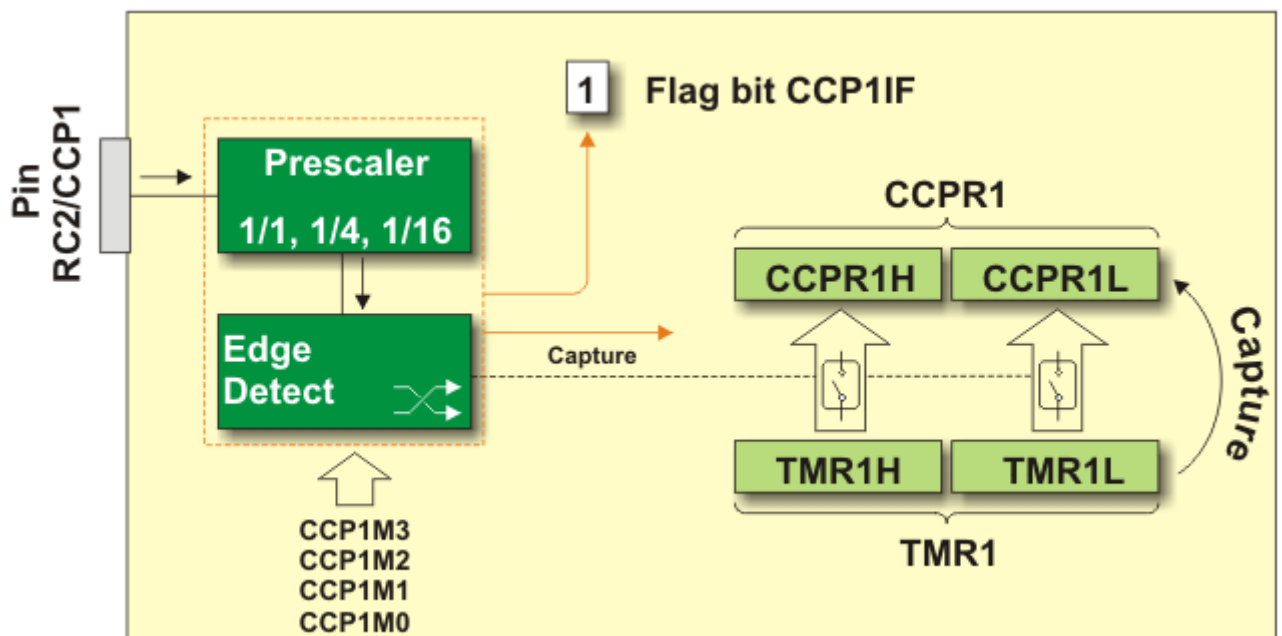 Pin
RC2/CCP1
Prescaler
1/1, 1/4, 1/16
Edge
Detect
CCP1M3
CCP1M2
CCP1M1
CCP1M0
1 Flag bit CCP1IF
Capture
CCPR1
CCPR1H CCPR1L
TMR1H TMR1L
TMR1
Capture